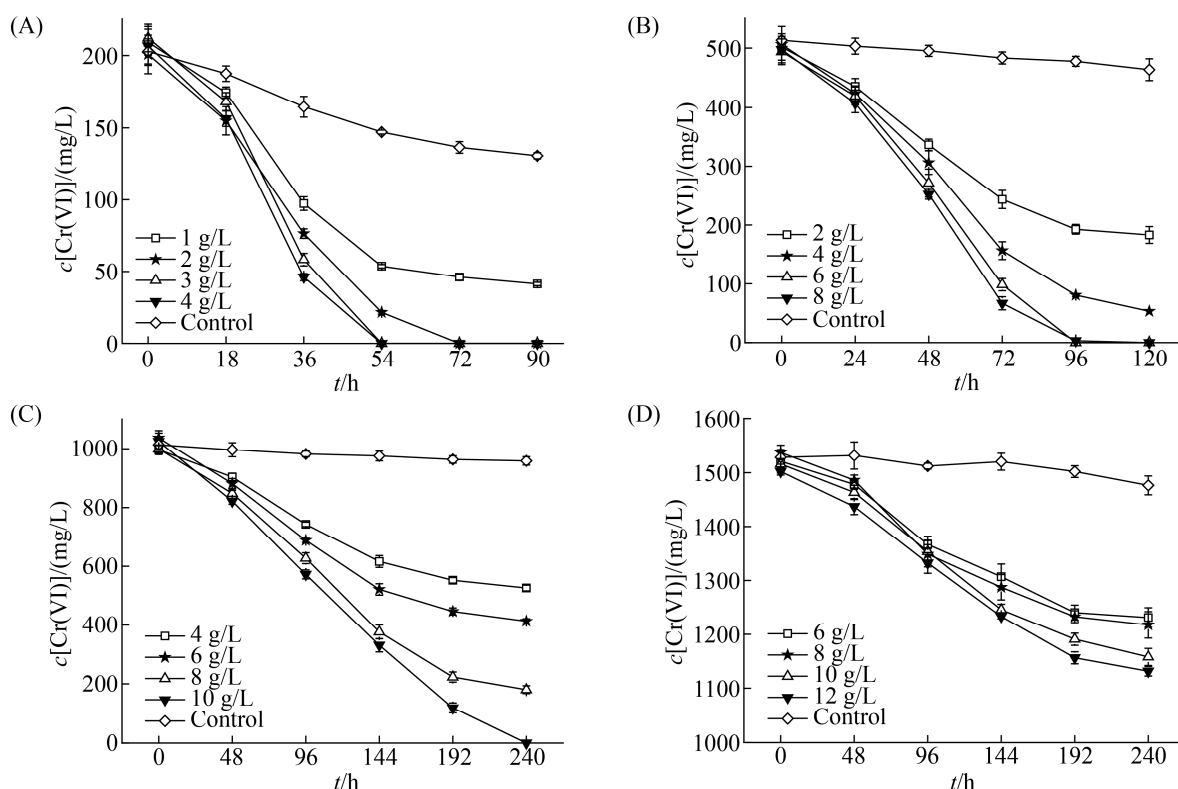 (A)
c[Cr(VI)]/(mg/L)
200
150
100
50
0
1 g/L
2 g/L
3 g/L
4 g/L
Control
0 18 36 54 72 90
t/h
(B)
c[Cr(VI)]/(mg/L)
500
400
300
200
100
0
2 g/L
4 g/L
6 g/L
8 g/L
Control
0 24 48 72 96 120
t/h
(C)
c[Cr(VI)]/(mg/L)
1000
800
600
400
200
0
4 g/L
6 g/L
8 g/L
10 g/L
Control
0 48 96 144 192 240
t/h
(D)
c[Cr(VI)]/(mg/L)
1600
1500
1400
1300
1200
1100
1000
6 g/L
8 g/L
10 g/L
12 g/L
Control
0 48 96 144 192 240
t/h